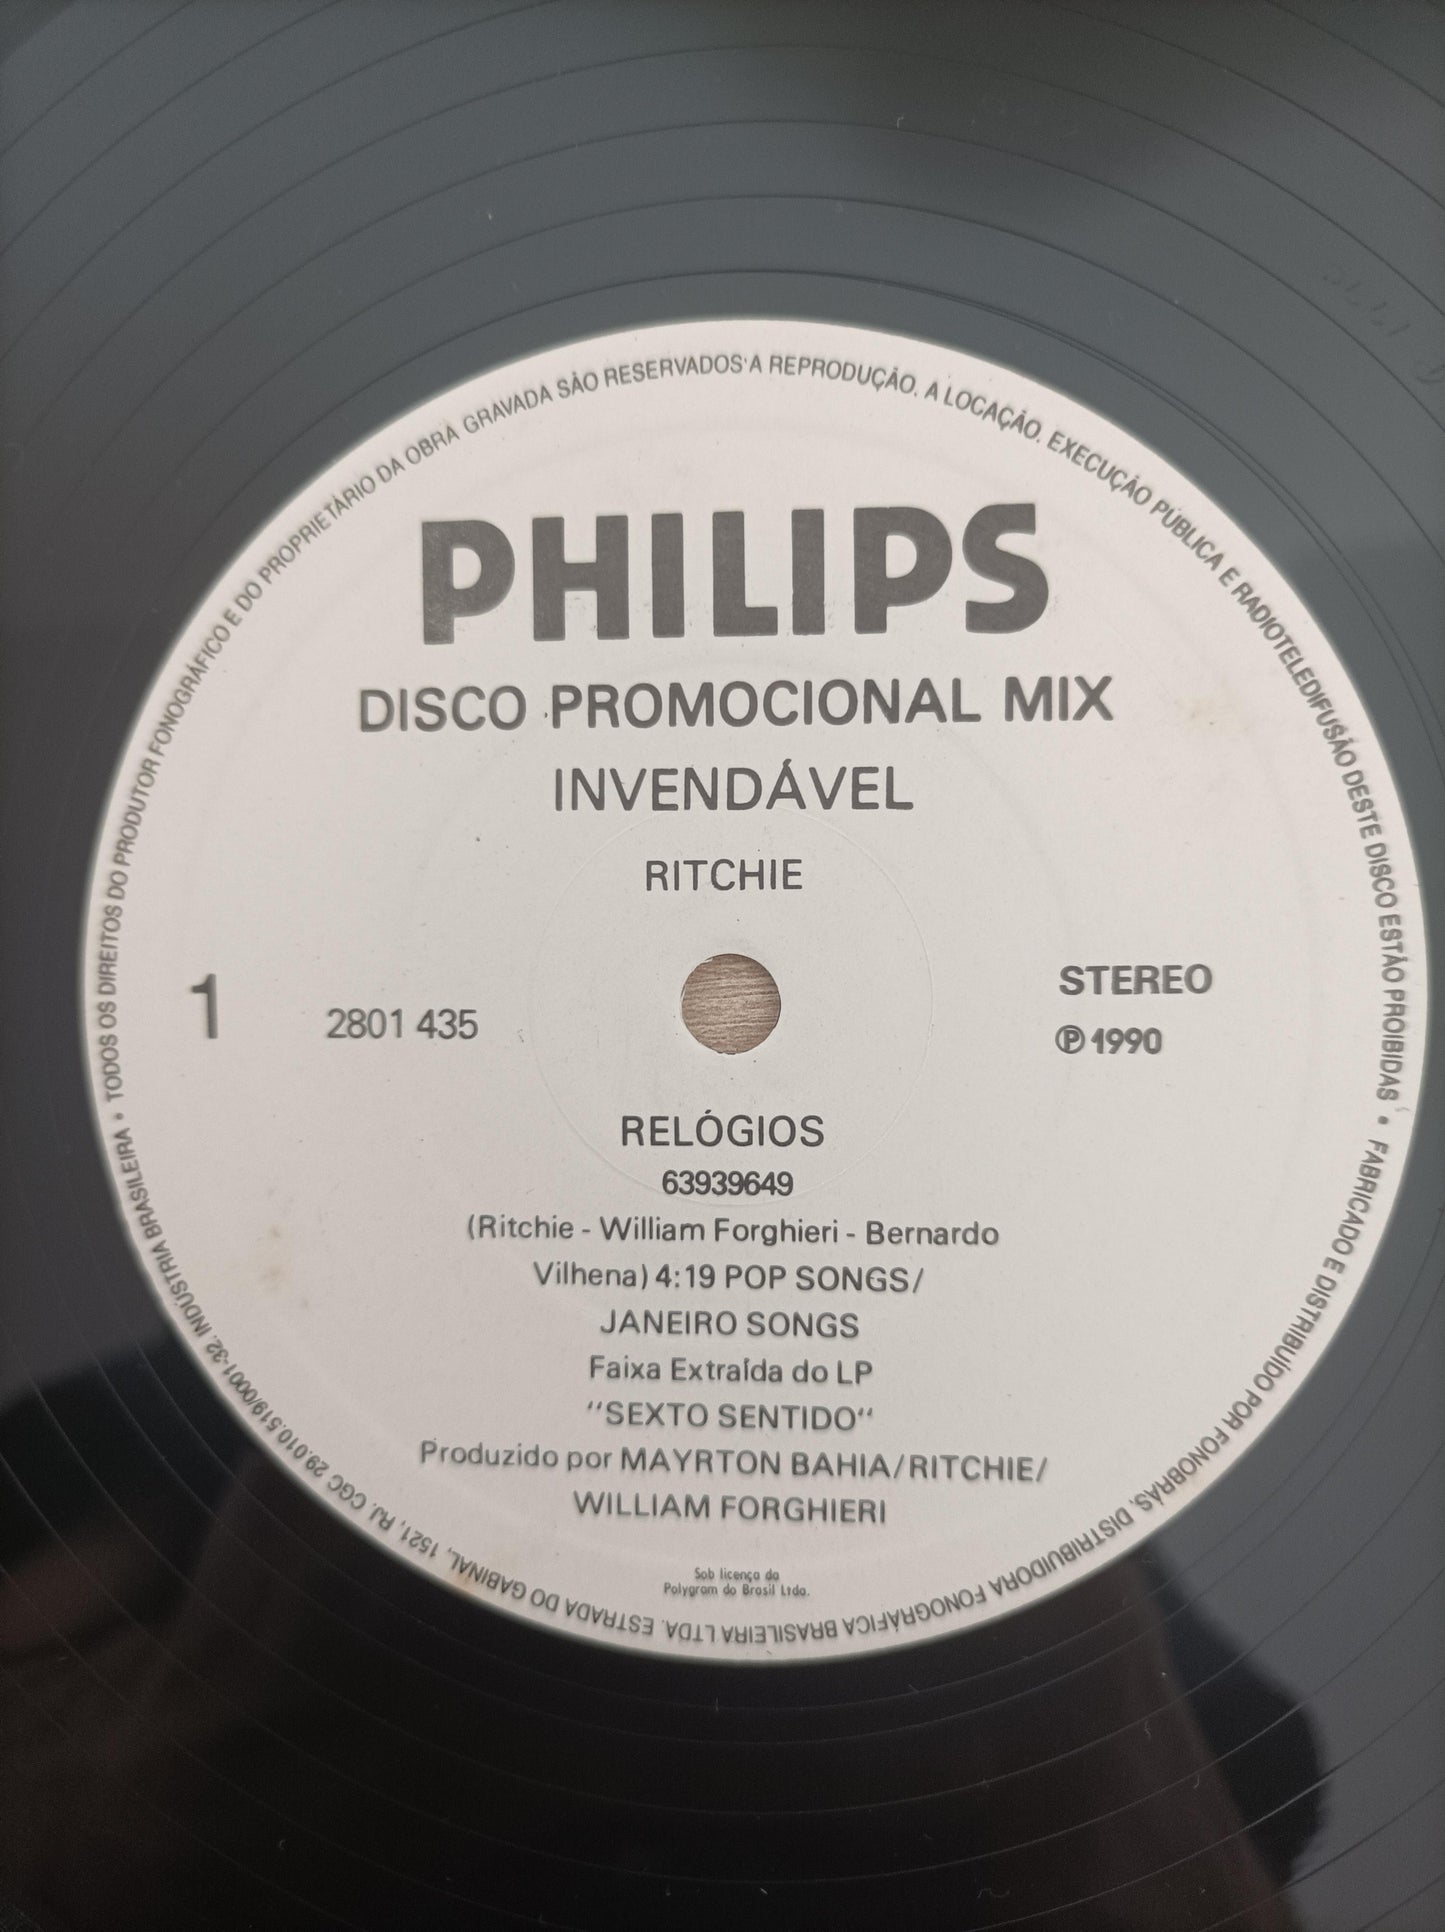 PHILIPS
DISCO PROMOCIONAL MIX
INVENDÁVEL
RITCHIE
1
2801 435
STEREO
℗ 1990
RELÓGIOS
63939649
(Ritchie - William Forghieri - Bernardo
Vilhena) 4:19 POP SONGS/
JANEIRO SONGS
Faixa Extraída do LP
"SEXTO SENTIDO"
Produzido por MAYRTON BAHIA/RITCHIE/
WILLIAM FORGHIERI
Sob licença da
Polygram do Brasil Ltda.
• TODOS OS DIREITOS DO PRODUTOR FONOGRÁFICO E DO PROPRIETÁRIO DA OBRA GRAVADA SÃO RESERVADOS A REPRODUÇÃO. A LOCAÇÃO. EXECUÇÃO PÚBLICA E RADIOTELEDIFUSÃO DESTE DISCO ESTÃO PROIBIDAS •
FABRICADO E DISTRIBUÍDO POR FONOBRÁS. DISTRIBUIDORA FONOGRÁFICA BRASILEIRA LTDA. ESTRADA DO GABINAL, 1521, RJ. CGC 29.010.519/0001-32. INDÚSTRIA BRASILEIRA